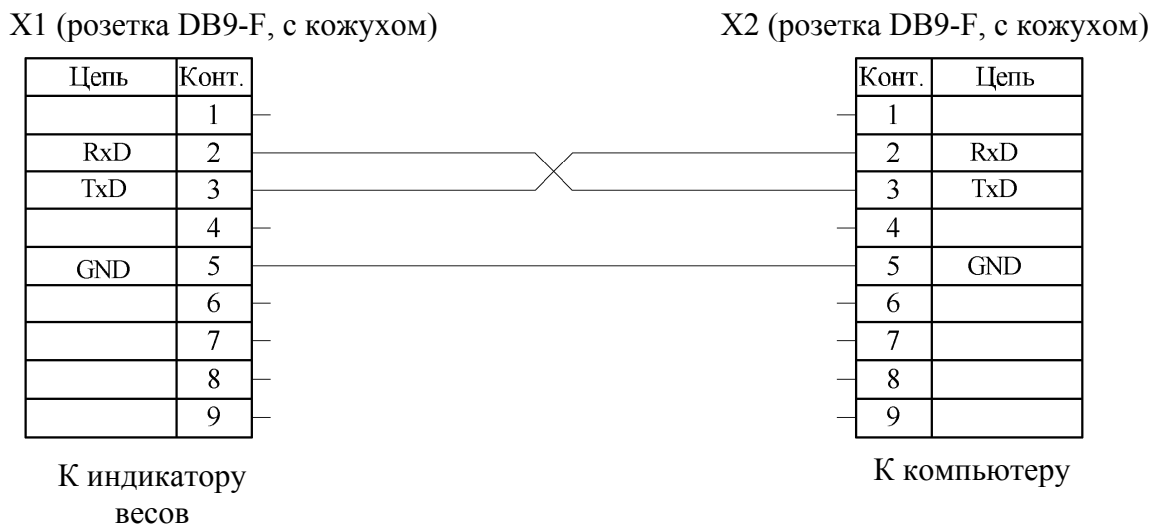 X1 (розетка DB9-F, с кожухом)
X2 (розетка DB9-F, с кожухом)
Цепь Конт.
1
RxD 2
TxD 3
4
GND 5
6
7
8
9
К индикатору
весов
Конт. Цепь
1
2 RxD
3 TxD
4
5 GND
6
7
8
9
К компьютеру